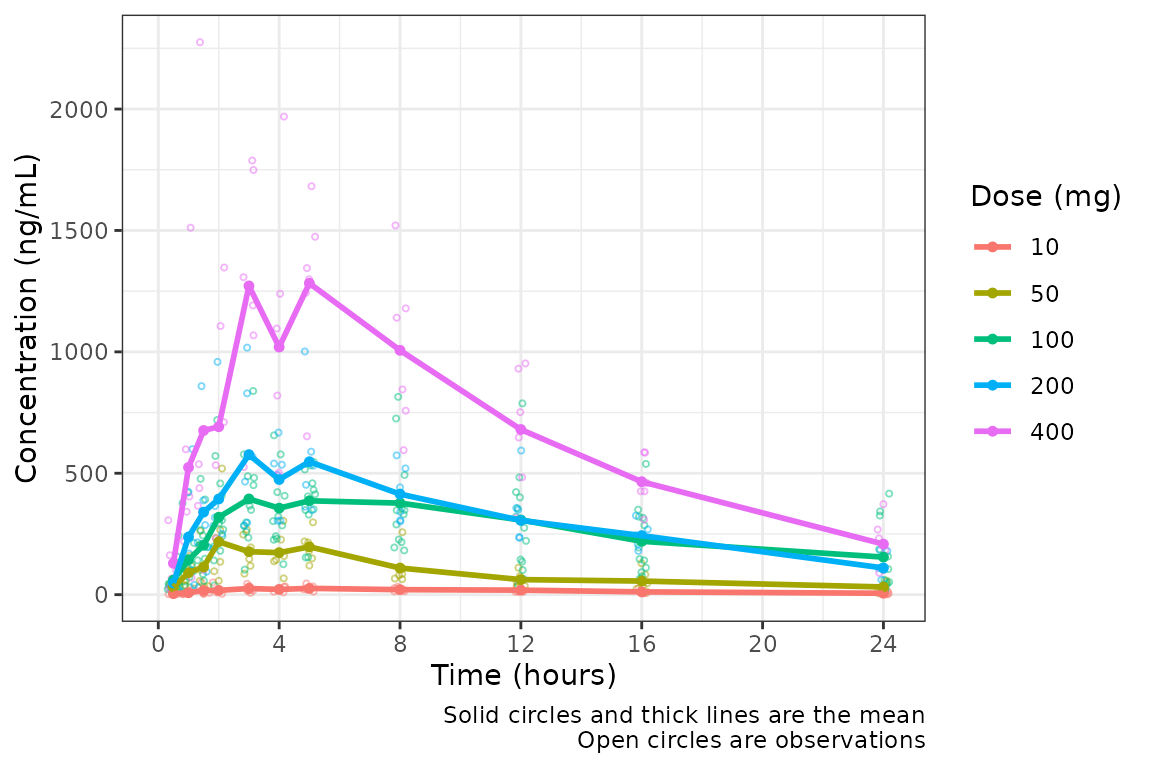 Concentration (ng/mL)
2000
1500
1000
500
0
0 4 8 12 16 20 24
Time (hours)
Dose (mg)
10
50
100
200
400
Solid circles and thick lines are the mean
Open circles are observations